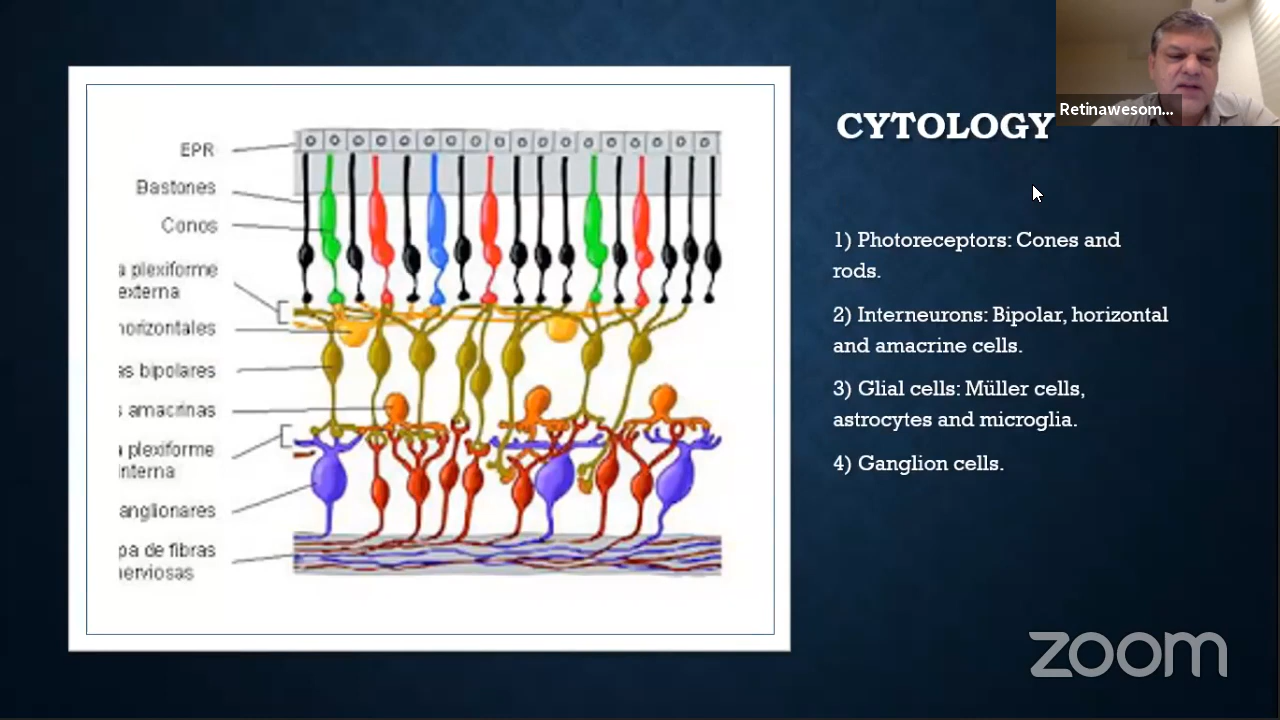 Retinawesom...
CYTOLOGY
EPR
Bastones
Conos
a plexiforme
externa
horizontales
as bipolares
s amacrinas
a plexiforme
interna
anglionares
pa de fibras
nerviosas
1) Photoreceptors: Cones and
rods.
2) Interneurons: Bipolar, horizontal
and amacrine cells.
3) Glial cells: Müller cells,
astrocytes and microglia.
4) Ganglion cells.
zoom